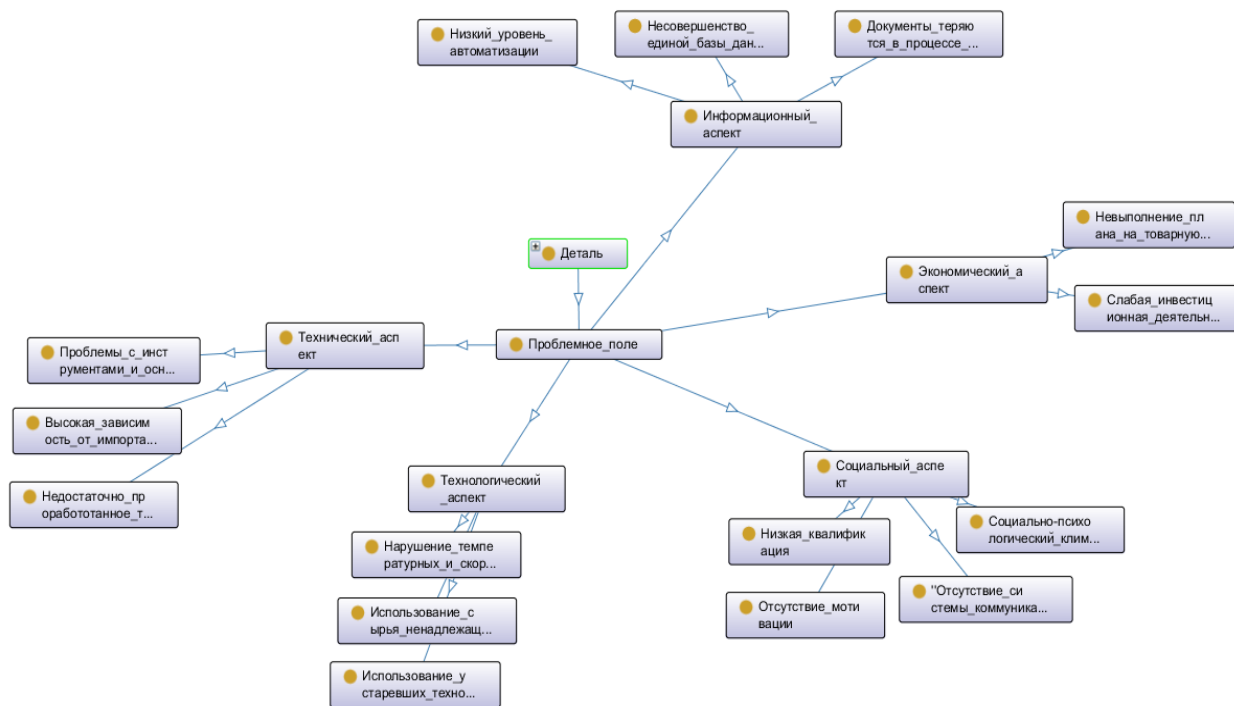 Низкий_уровень_
автоматизации
Несовершенство_
единой_базы_дан...
Документы_теряю
тся_в_процессе_...
Информационный_
аспект
Невыполнение_пл
ана_на_товарную...
Деталь
Экономический_а
спект
Слабая_инвестиц
ионная_деятельн...
Технический_асп
ект
Проблемное_поле
Проблемы_с_инст
рументами_и_осн...
Высокая_зависим
ость_от_импорта...
Недостаточно_пр
оработотанное_т...
Технологический
_аспект
Социальный_аспе
кт
Нарушение_темпе
ратурных_и_скор...
Низкая_квалифик
ация
Социально-психо
логический_клим...
Использование_с
ырья_ненадлежащ...
Отсутствие_моти
вации
"Отсутствие_си
стемы_коммуника...
Использование_у
старевших_техно...